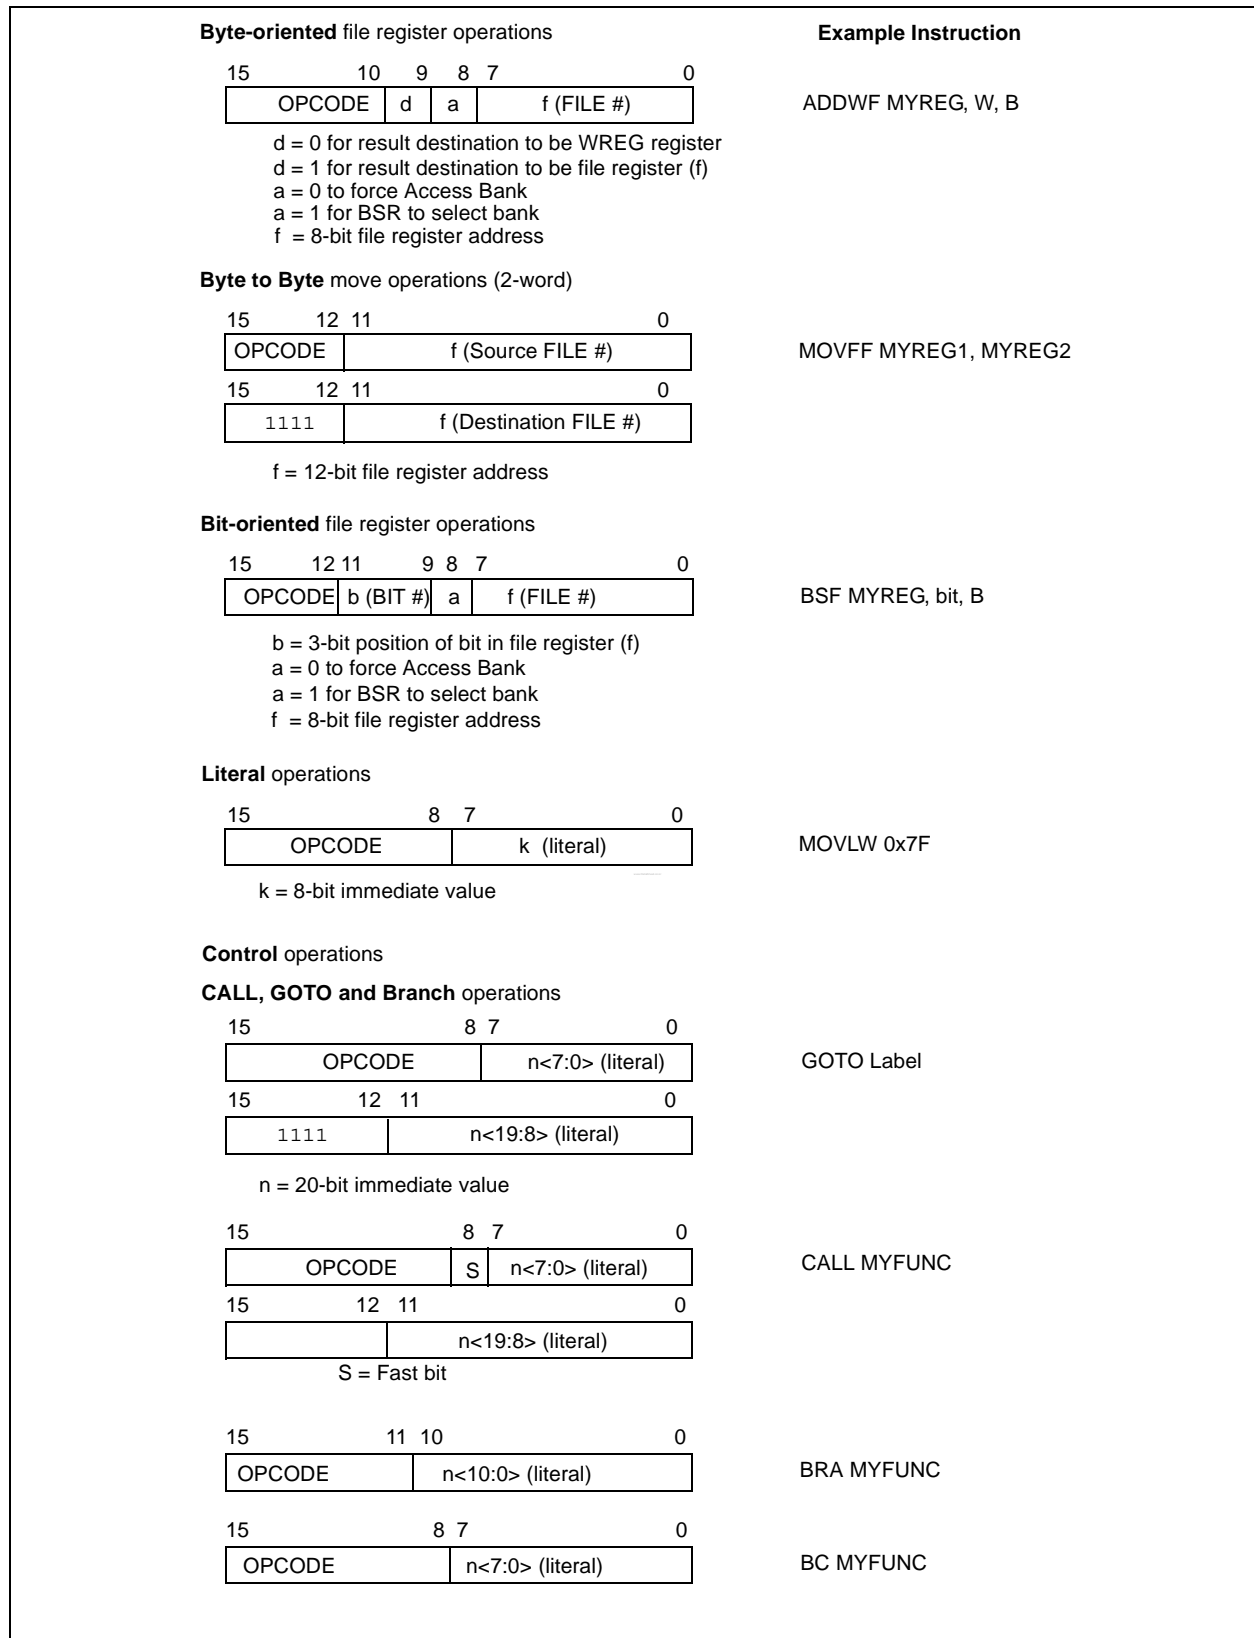 Byte-oriented file register operations Example Instruction
15 10 9 8 7 0
OPCODE d a f (FILE #) ADDWF MYREG, W, B
d = 0 for result destination to be WREG register
d = 1 for result destination to be file register (f)
a = 0 to force Access Bank
a = 1 for BSR to select bank
f = 8-bit file register address
Byte to Byte move operations (2-word)
15 12 11 0
OPCODE f (Source FILE #) MOVFF MYREG1, MYREG2
15 12 11 0
1111 f (Destination FILE #)
f = 12-bit file register address
Bit-oriented file register operations
15 12 11 9 8 7 0
OPCODE b (BIT #) a f (FILE #) BSF MYREG, bit, B
b = 3-bit position of bit in file register (f)
a = 0 to force Access Bank
a = 1 for BSR to select bank
f = 8-bit file register address
Literal operations
15 8 7 0
OPCODE k (literal) MOVLW 0x7F
k = 8-bit immediate value
Control operations
CALL, GOTO and Branch operations
15 8 7 0
OPCODE n<7:0> (literal) GOTO Label
15 12 11 0
1111 n<19:8> (literal)
n = 20-bit immediate value
15 8 7 0
OPCODE S n<7:0> (literal) CALL MYFUNC
15 12 11 0
n<19:8> (literal)
S = Fast bit
15 11 10 0
OPCODE n<10:0> (literal) BRA MYFUNC
15 8 7 0
OPCODE n<7:0> (literal) BC MYFUNC